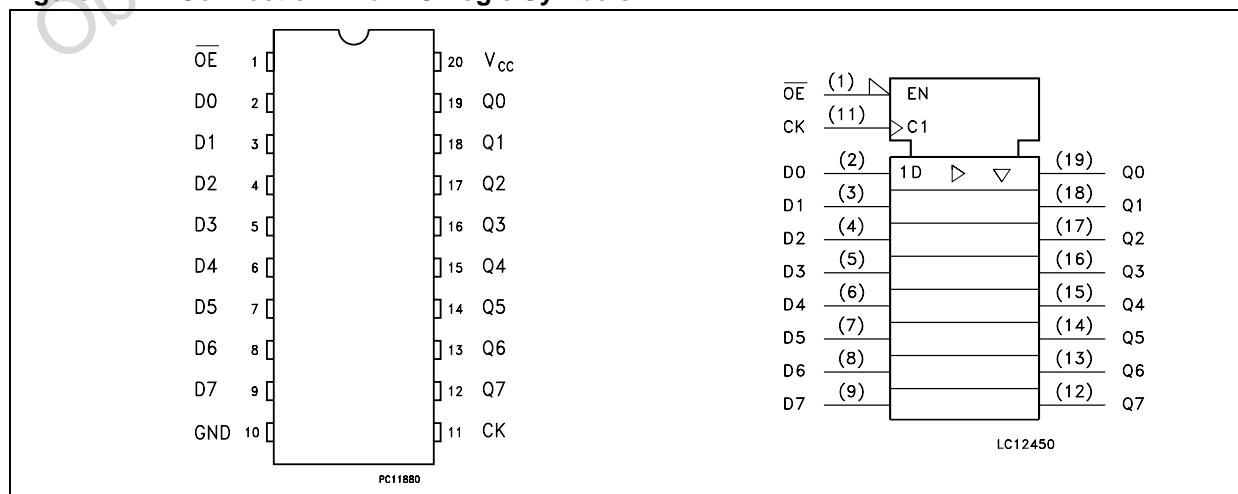 OE 1 20 VCC
D0 2 19 Q0
D1 3 18 Q1
D2 4 17 Q2
D3 5 16 Q3
D4 6 15 Q4
D5 7 14 Q5
D6 8 13 Q6
D7 9 12 Q7
GND 10 11 CK
PC11880
OE (1) EN
CK (11) C1
D0 (2) 1D (19) Q0
D1 (3) (18) Q1
D2 (4) (17) Q2
D3 (5) (16) Q3
D4 (6) (15) Q4
D5 (7) (14) Q5
D6 (8) (13) Q6
D7 (9) (12) Q7
LC12450